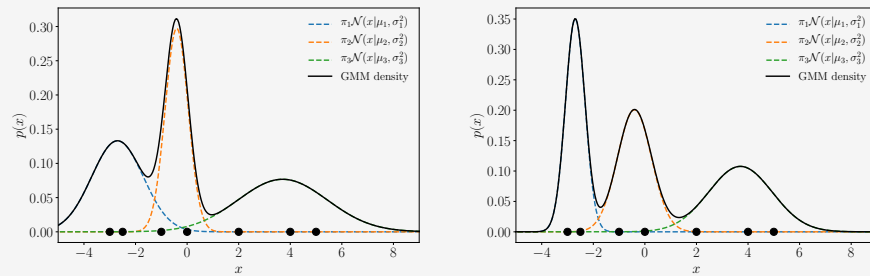 0.30
0.25
0.20
0.15
0.10
0.05
0.00
p(x)
−4 −2 0 2 4 6 8
x
π₁N(x|μ₁, σ₁²)
π₂N(x|μ₂, σ₂²)
π₃N(x|μ₃, σ₃²)
GMM density
0.35
0.30
0.25
0.20
0.15
0.10
0.05
0.00
p(x)
−4 −2 0 2 4 6 8
x
π₁N(x|μ₁, σ₁²)
π₂N(x|μ₂, σ₂²)
π₃N(x|μ₃, σ₃²)
GMM density